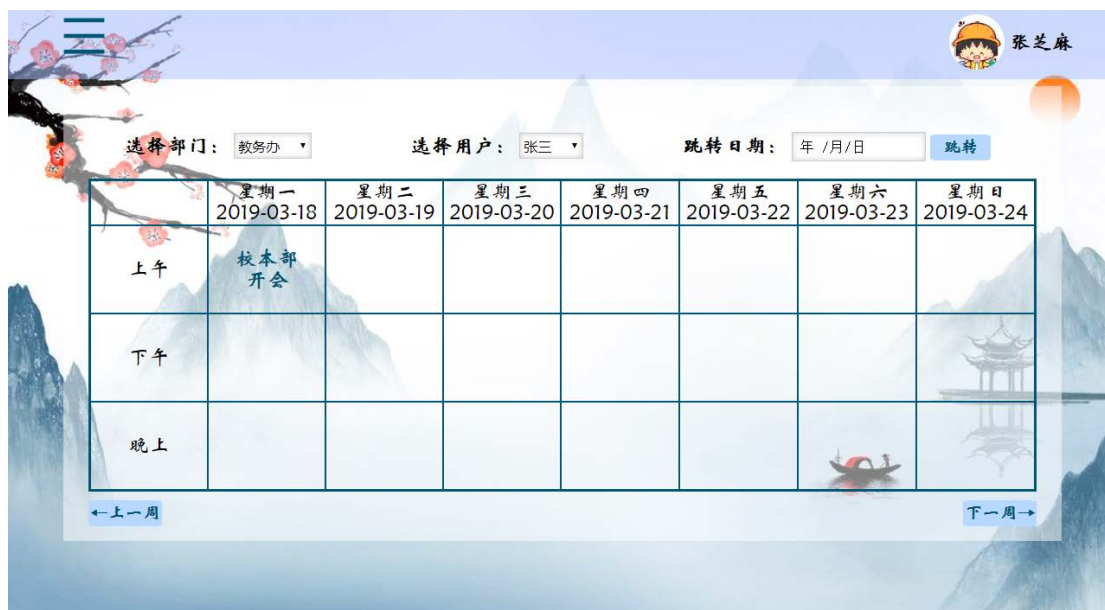 张芝麻
选择部门： 教务办 选择用户： 张三 跳转日期： 年 /月/日 跳转
星期一 星期二 星期三 星期四 星期五 星期六 星期日
2019-03-18 2019-03-19 2019-03-20 2019-03-21 2019-03-22 2019-03-23 2019-03-24
上午 校本部
开会
下午
晚上
←上一周 下一周→